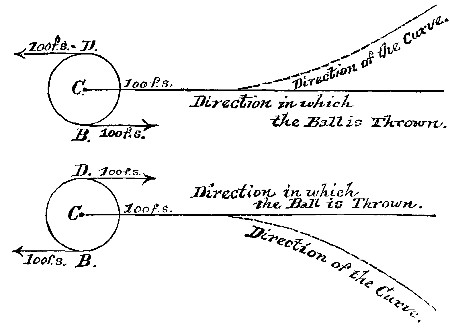 100f.s. D.
C. 100f.s.
B. 100f.s.
Direction of the Curve.
Direction in which
the Ball is Thrown.
D. 100f.s.
C. 100f.s.
100f.s. B.
Direction in which
the Ball is Thrown.
Direction of the Curve.